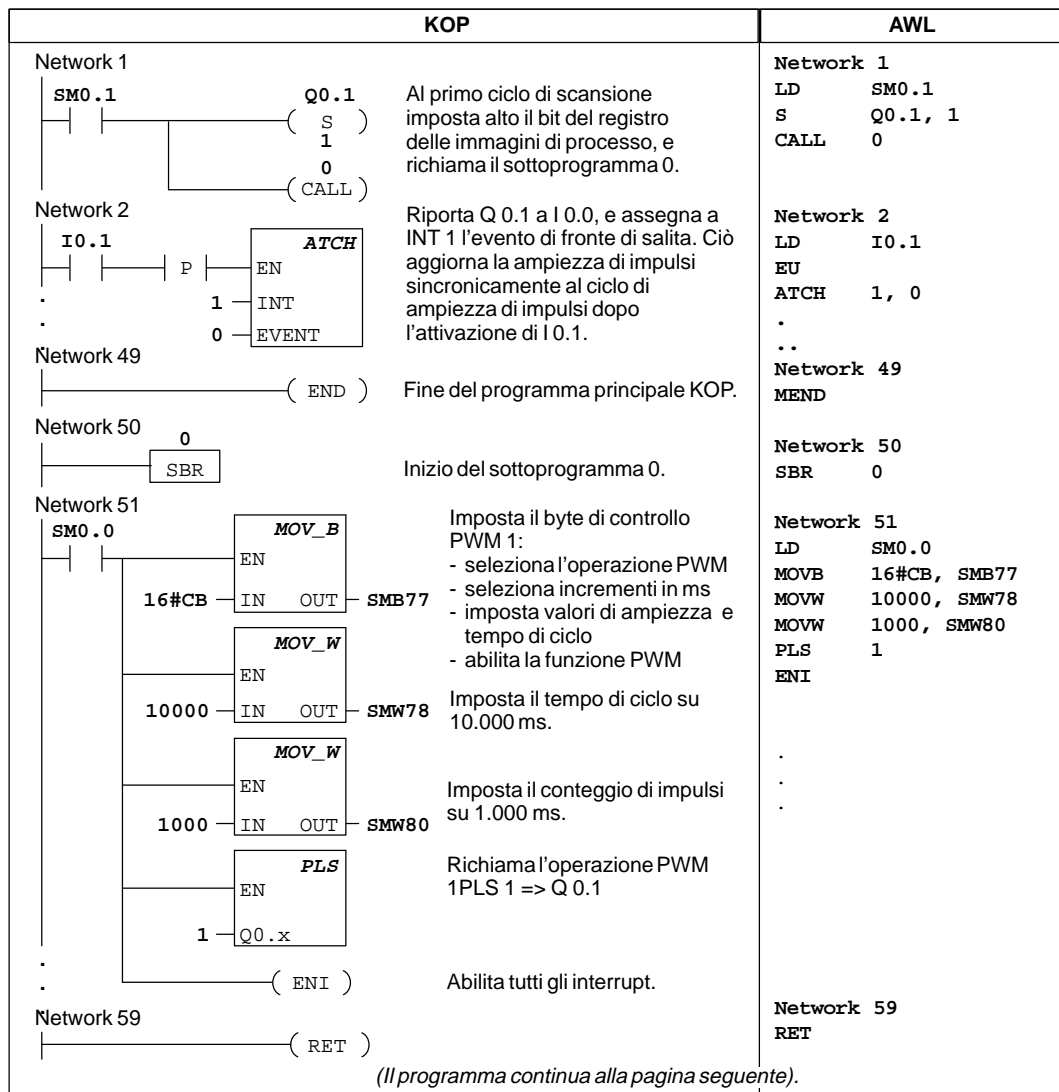 KOP
AWL
Network 1
SM0.1
Q0.1
S
1
0
CALL
Al primo ciclo di scansione
imposta alto il bit del registro
delle immagini di processo, e
richiama il sottoprogramma 0.
Network 1
LD SM0.1
S Q0.1, 1
CALL 0
Network 2
I0.1
P
ATCH
EN
1 INT
0 EVENT
.
.
.
Riporta Q 0.1 a I 0.0, e assegna a
INT 1 l'evento di fronte di salita. Ciò
aggiorna la ampiezza di impulsi
sincronicamente al ciclo di
ampiezza di impulsi dopo
l'attivazione di I 0.1.
Network 2
LD I0.1
EU
ATCH 1, 0
.
..
Network 49
END
Fine del programma principale KOP.
Network 49
MEND
Network 50
0
SBR
Inizio del sottoprogramma 0.
Network 50
SBR 0
Network 51
SM0.0
MOV_B
EN
16#CB IN OUT SMB77
Imposta il byte di controllo
PWM 1:
- seleziona l'operazione PWM
- seleziona incrementi in ms
- imposta valori di ampiezza e
tempo di ciclo
- abilita la funzione PWM
MOV_W
EN
10000 IN OUT SMW78
Imposta il tempo di ciclo su
10.000 ms.
MOV_W
EN
1000 IN OUT SMW80
Imposta il conteggio di impulsi
su 1.000 ms.
PLS
EN
1 Q0.x
Richiama l'operazione PWM
1PLS 1 => Q 0.1
ENI
Abilita tutti gli interrupt.
.
.
.
Network 51
LD SM0.0
MOVB 16#CB, SMB77
MOVW 10000, SMW78
MOVW 1000, SMW80
PLS 1
ENI
.
.
.
Network 59
RET
Network 59
RET
(Il programma continua alla pagina seguente).